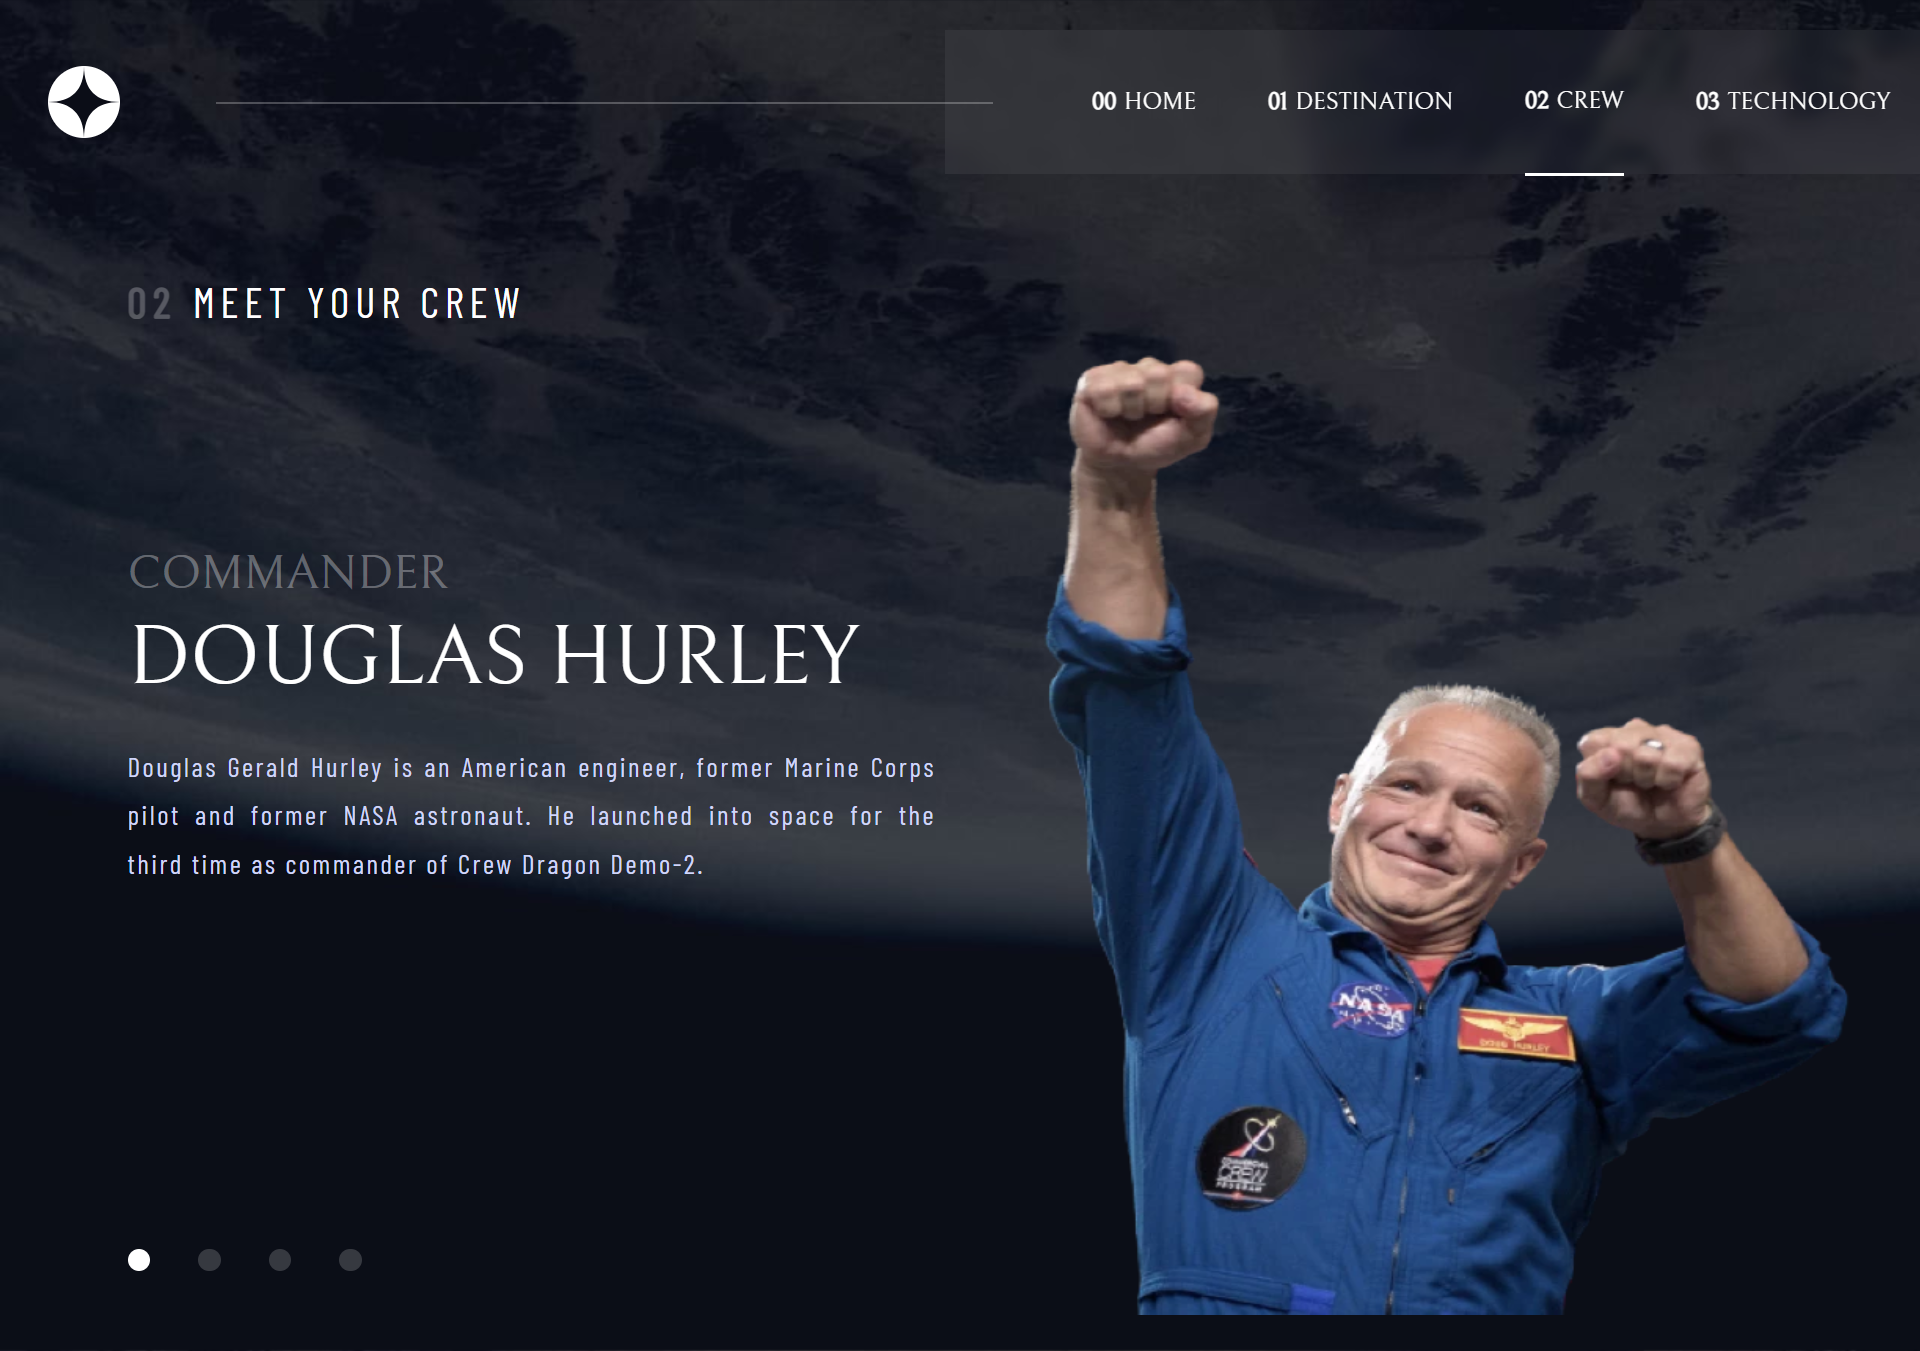 00 HOME
01 DESTINATION
02 CREW
03 TECHNOLOGY
02 MEET YOUR CREW
COMMANDER
DOUGLAS HURLEY
Douglas Gerald Hurley is an American engineer, former Marine Corps
pilot and former NASA astronaut. He launched into space for the
third time as commander of Crew Dragon Demo-2.
NASA
DOUG HURLEY
COMMERCIAL
CREW
PROGRAM